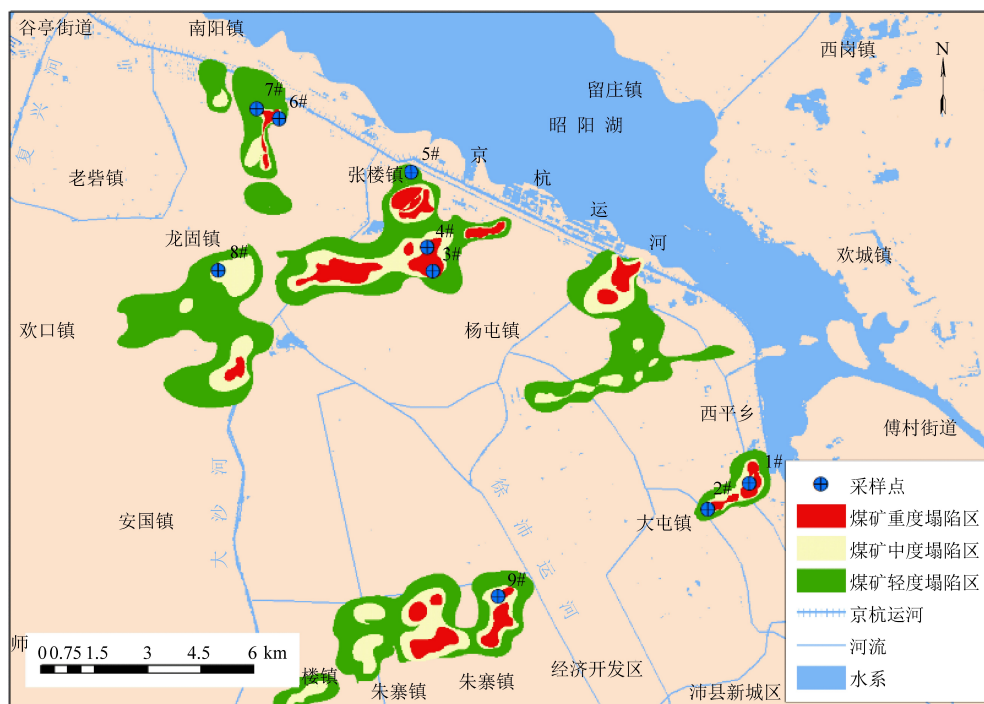 谷亭街道
南阳镇
西岗镇
N
留庄镇
昭阳湖
7#
6#
复兴河
鱼
河
5#
京杭运河
张楼镇
老砦镇
龙固镇
8#
4#
3#
欢城镇
欢口镇
杨屯镇
西平乡
傅村街道
1#
2#
大屯镇
安国镇
大沙河
徐沛运河
9#
经济开发区
沛县新城区
师
楼镇
朱寨镇
朱寨镇
0 0.75 1.5 3 4.5 6 km
采样点
煤矿重度塌陷区
煤矿中度塌陷区
煤矿轻度塌陷区
京杭运河
河流
水系